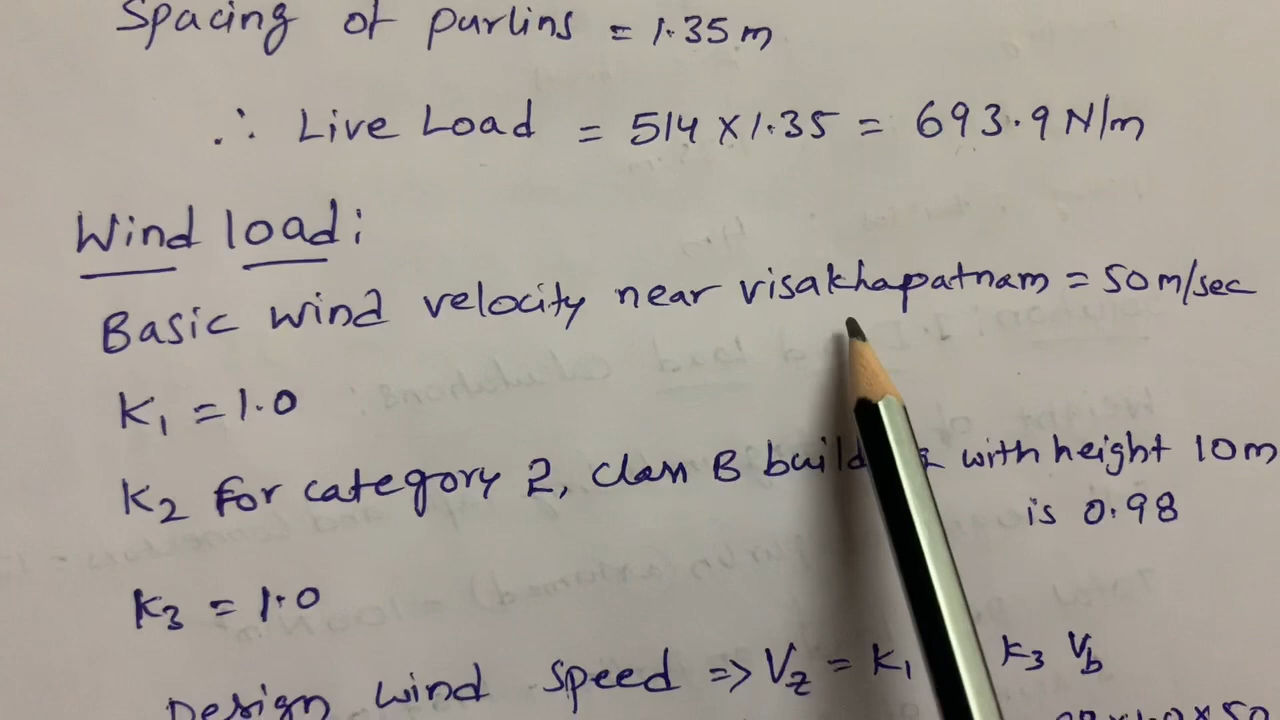 Spacing of purlins = 1.35 m
∴ Live Load = 514 x 1.35 = 693.9 N/m
Wind load:
Basic wind velocity near visakhapatnam = 50 m/sec
K1 = 1.0
K2 for category 2, class B with height 10m
is 0.98
K3 = 1.0
Design wind speed => Vz = K1 K3 Vb
x 50